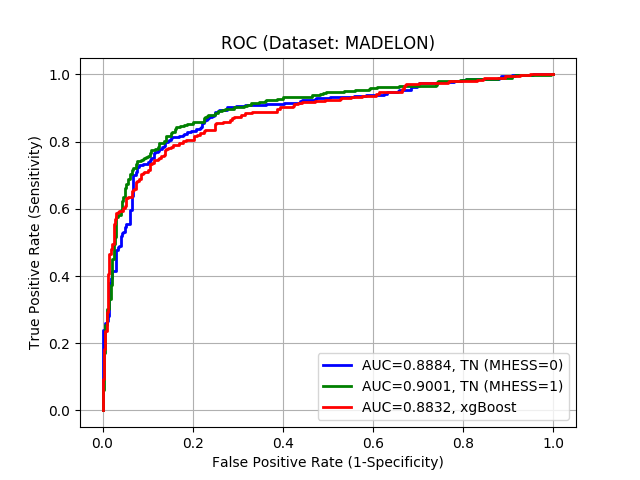 ROC (Dataset: MADELON)
True Positive Rate (Sensitivity)
1.0
0.8
0.6
0.4
0.2
0.0
AUC=0.8884, TN (MHESS=0)
AUC=0.9001, TN (MHESS=1)
AUC=0.8832, xgBoost
0.0 0.2 0.4 0.6 0.8 1.0
False Positive Rate (1-Specificity)